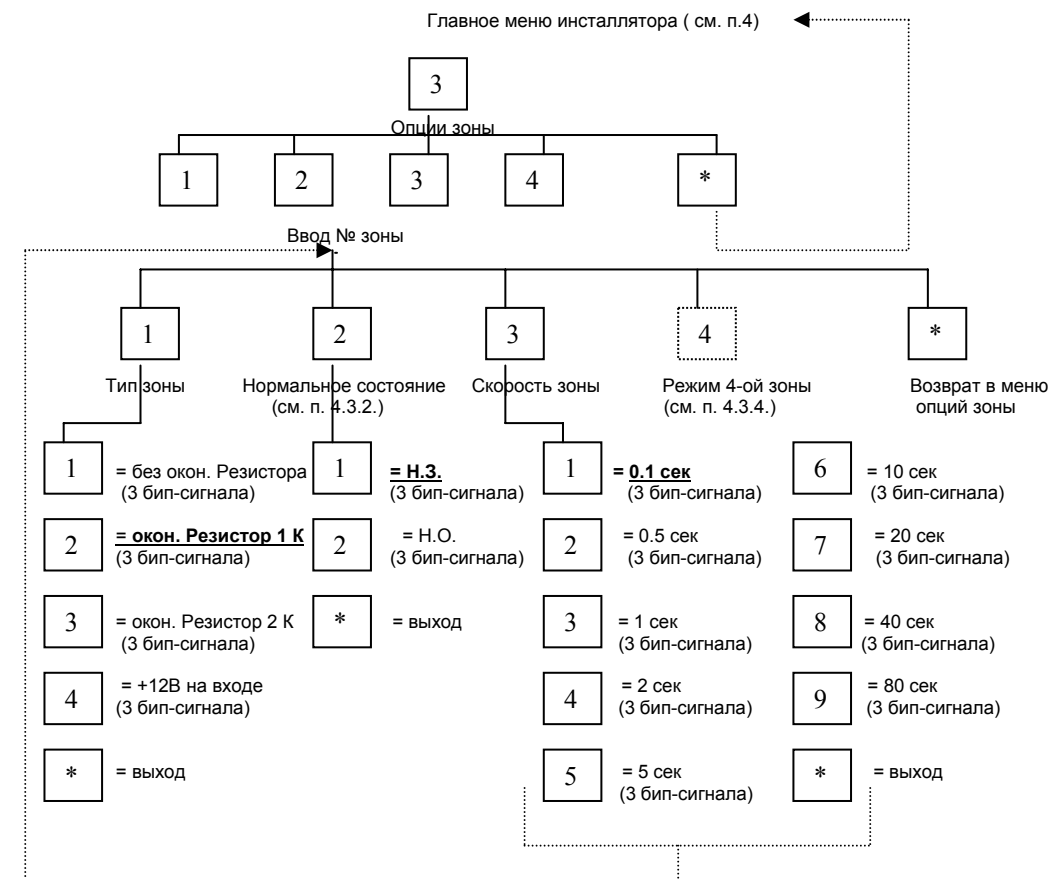 Главное меню инсталлятора ( см. п.4)
3
Опции зоны
1 2 3 4 *
Ввод № зоны
1 2 3 4 *
Тип зоны Нормальное состояние Скорость зоны Режим 4-ой зоны Возврат в меню
(см. п. 4.3.2.) (см. п. 4.3.4.) опций зоны
1 = без окон. Резистора 1 = Н.З. 1 = 0.1 сек 6 = 10 сек
(3 бип-сигнала) (3 бип-сигнала) (3 бип-сигнала) (3 бип-сигнала)
2 = окон. Резистор 1 К 2 = Н.О. 2 = 0.5 сек 7 = 20 сек
(3 бип-сигнала) (3 бип-сигнала) (3 бип-сигнала) (3 бип-сигнала)
3 = окон. Резистор 2 К * = выход 3 = 1 сек 8 = 40 сек
(3 бип-сигнала) (3 бип-сигнала) (3 бип-сигнала)
4 = +12В на входе 4 = 2 сек 9 = 80 сек
(3 бип-сигнала) (3 бип-сигнала) (3 бип-сигнала)
* = выход 5 = 5 сек * = выход
(3 бип-сигнала)